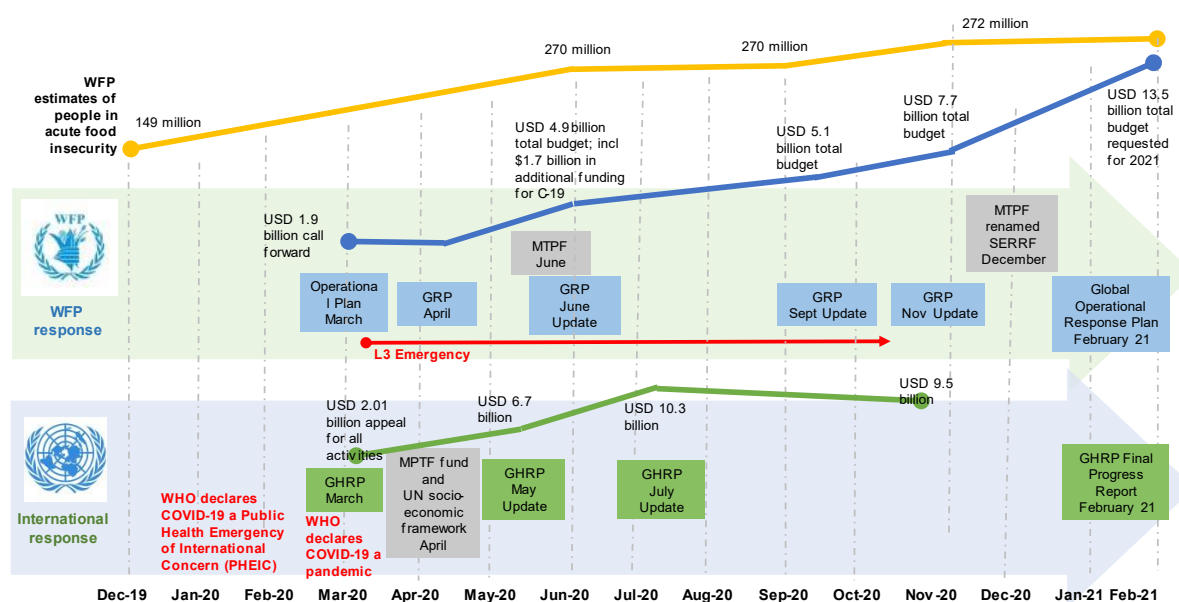 272 million
270 million
270 million
WFP
estimates of
people in
acute food
insecurity
149 million
USD 4.9billion
total budget; incl
$1.7 billion in
additional funding
for C-19
USD 5.1
billion total
budget
USD 7.7
billion total
budget
USD 13.5
billion total
budget
requested
for 2021
WFP
WFP
response
USD 1.9
billion call
forward
MTPF
June
MTPF
renamed
SERRF
December
Operationa
l Plan
March
GRP
April
GRP
June
Update
GRP
Sept Update
GRP
Nov Update
Global
Operational
Response Plan
February 21
L3 Emergency
International
response
USD 2.01
billion appeal
for all
activities
USD 6.7
billion
USD 10.3
billion
USD 9.5
billion
GHRP
March
MPTF fund
and
UN socio-
economic
framework
April
GHRP
May
Update
GHRP
July
Update
GHRP Final
Progress
Report
February 21
WHO declares
COVID-19 a Public
Health Emergency
of International
Concern (PHEIC)
WHO
declares
COVID-19 a
pandemic
Dec-19 Jan-20 Feb-20 Mar-20 Apr-20 May-20 Jun-20 Jul-20 Aug-20 Sep-20 Oct-20 Nov-20 Dec-20 Jan-21 Feb-21